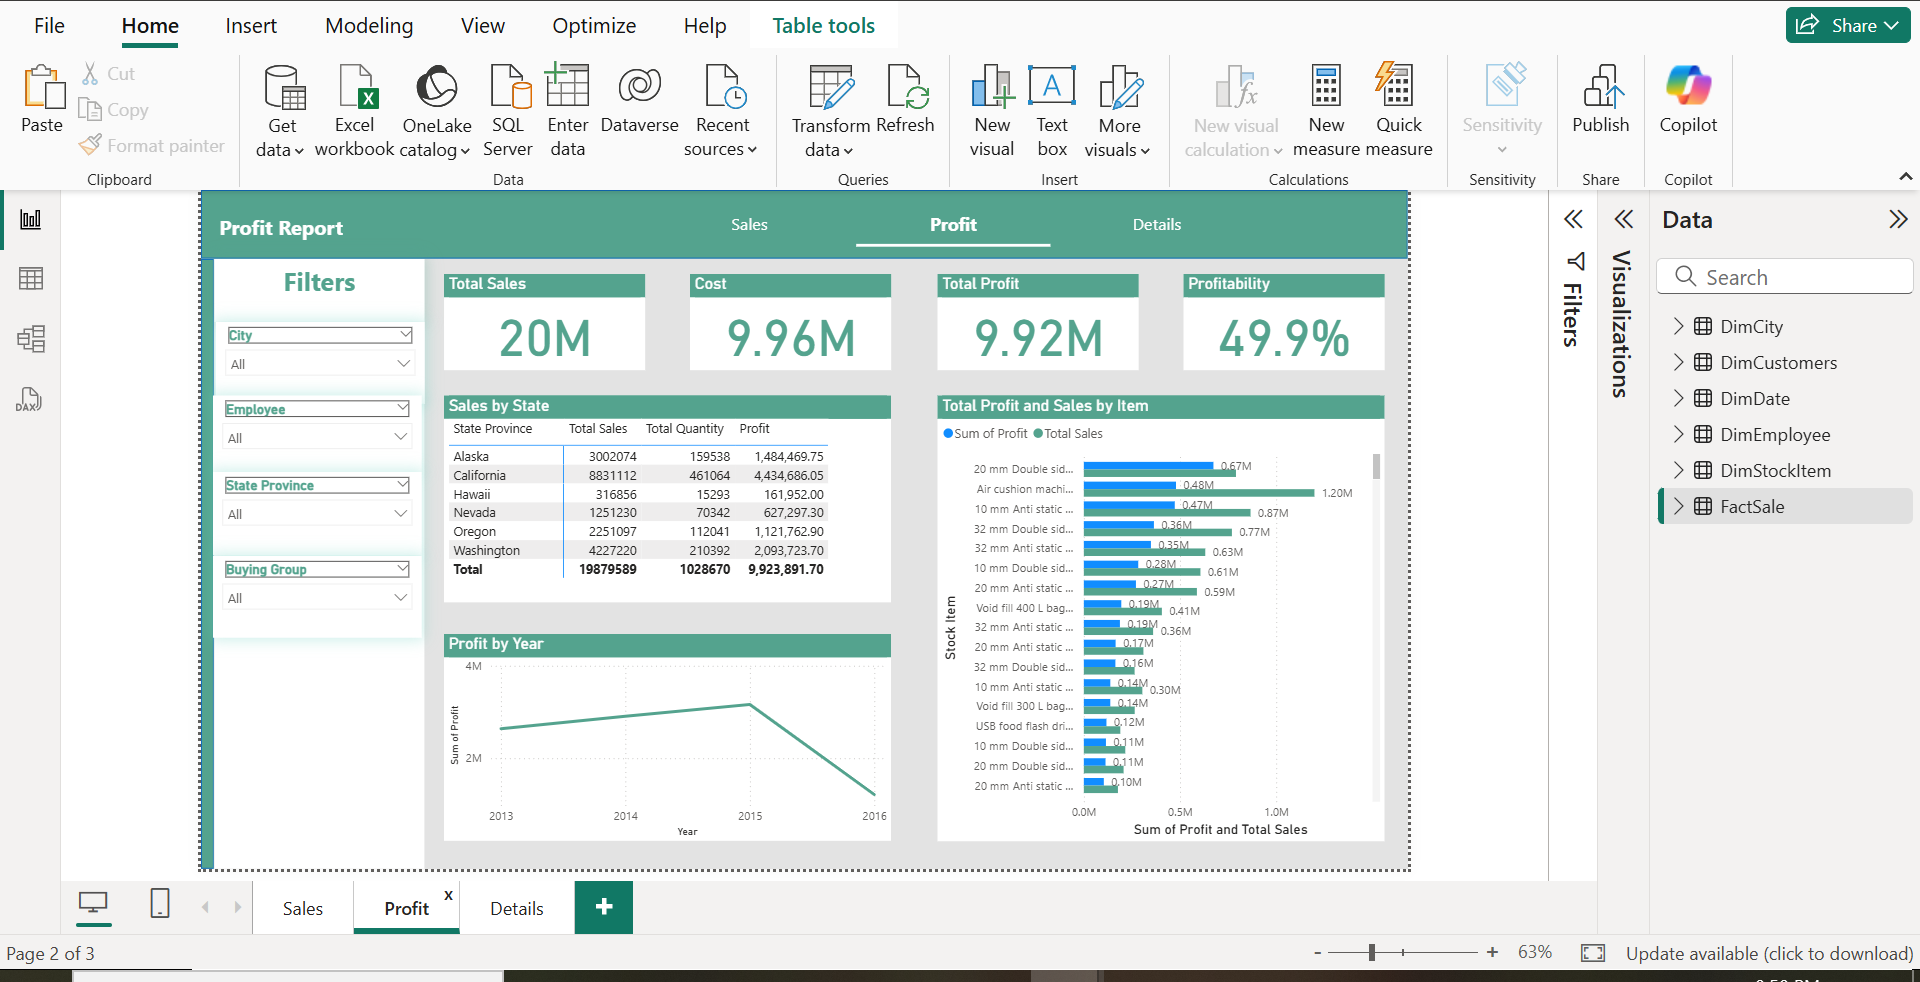 File Home Insert Modeling View Optimize Help Table tools Share
Paste
Cut
Copy
Format painter
Clipboard
Get data
Excel workbook
OneLake catalog
SQL Server
Enter data
Dataverse
Recent sources
Data
Transform data
Refresh
Queries
New visual
Text box
More visuals
Insert
New visual calculation
New measure
Quick measure
Calculations
Sensitivity
Sensitivity
Publish
Share
Copilot
Copilot
Profit Report
Sales Profit Details
Filters
City
All
Employee
All
State Province
All
Buying Group
All
Total Sales
20M
Cost
9.96M
Total Profit
9.92M
Profitability
49.9%
Sales by State
State Province Total Sales Total Quantity Profit
Alaska 3002074 159538 1,484,469.75
California 8831112 461064 4,434,686.05
Hawaii 316856 15293 161,952.00
Nevada 1251230 70342 627,297.30
Oregon 2251097 112041 1,121,762.90
Washington 4227220 210392 2,093,723.70
Total 19879589 1028670 9,923,891.70
Profit by Year
Sum of Profit
4M
2M
2013 2014 2015 2016
Year
Total Profit and Sales by Item
Sum of Profit Total Sales
Stock Item
20 mm Double sid... 0.67M
Air cushion machi... 0.48M 1.20M
10 mm Anti static ... 0.47M 0.87M
32 mm Double sid... 0.36M 0.77M
32 mm Anti static ... 0.35M 0.63M
10 mm Double sid... 0.28M 0.61M
20 mm Anti static ... 0.27M 0.59M
Void fill 400 L bag... 0.19M 0.41M
32 mm Anti static ... 0.19M 0.36M
20 mm Anti static ... 0.17M
32 mm Double sid... 0.16M
10 mm Anti static ... 0.14M 0.30M
Void fill 300 L bag... 0.14M
USB food flash dri... 0.12M
10 mm Double sid... 0.11M
20 mm Double sid... 0.11M
20 mm Anti static ... 0.10M
0.0M 0.5M 1.0M
Sum of Profit and Total Sales
Filters
Visualizations
Data
Search
DimCity
DimCustomers
DimDate
DimEmployee
DimStockItem
FactSale
DAX
Sales Profit x Details +
Page 2 of 3
- + 63%
Update available (click to download)